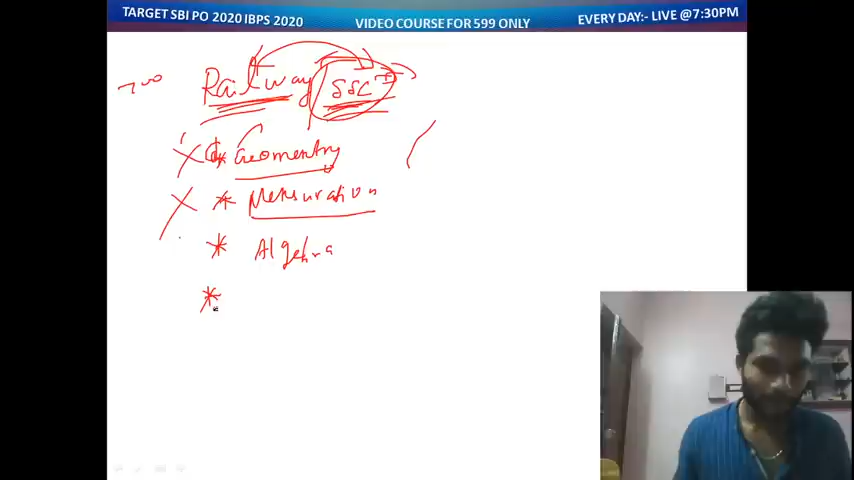 TARGET SBI PO 2020 IBPS 2020 VIDEO COURSE FOR 599 ONLY EVERY DAY:- LIVE @7:30PM
Railway SSC
* Geomentry
* Mensuration
* Algebra
*